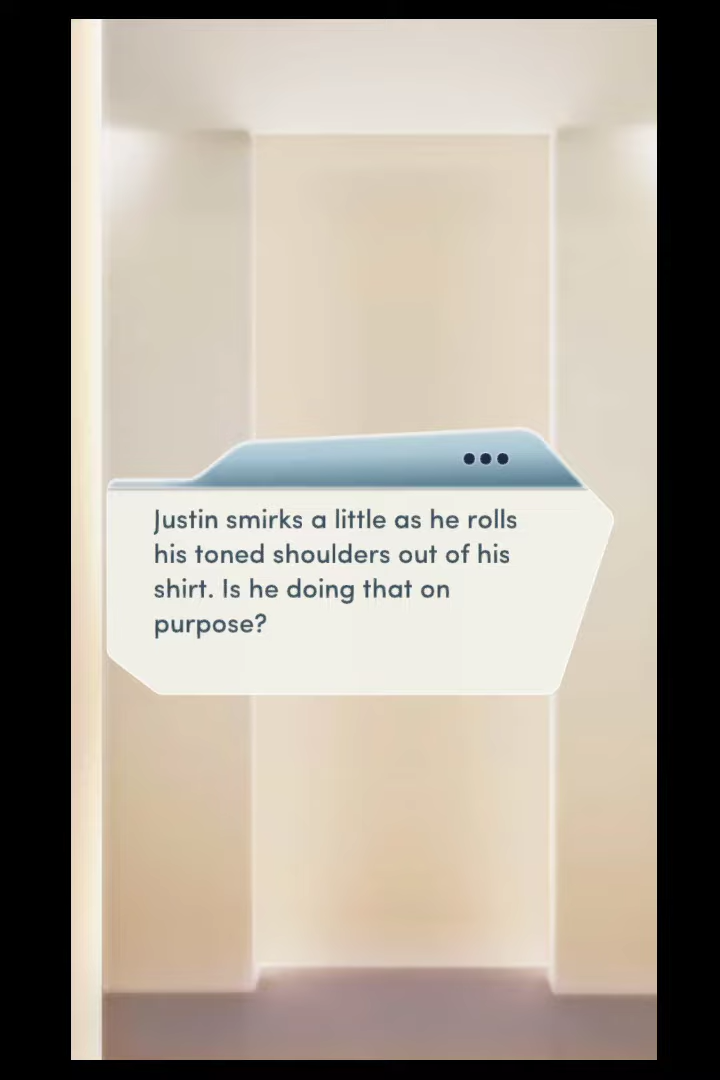 Justin smirks a little as he rolls
his toned shoulders out of his
shirt. Is he doing that on
purpose?